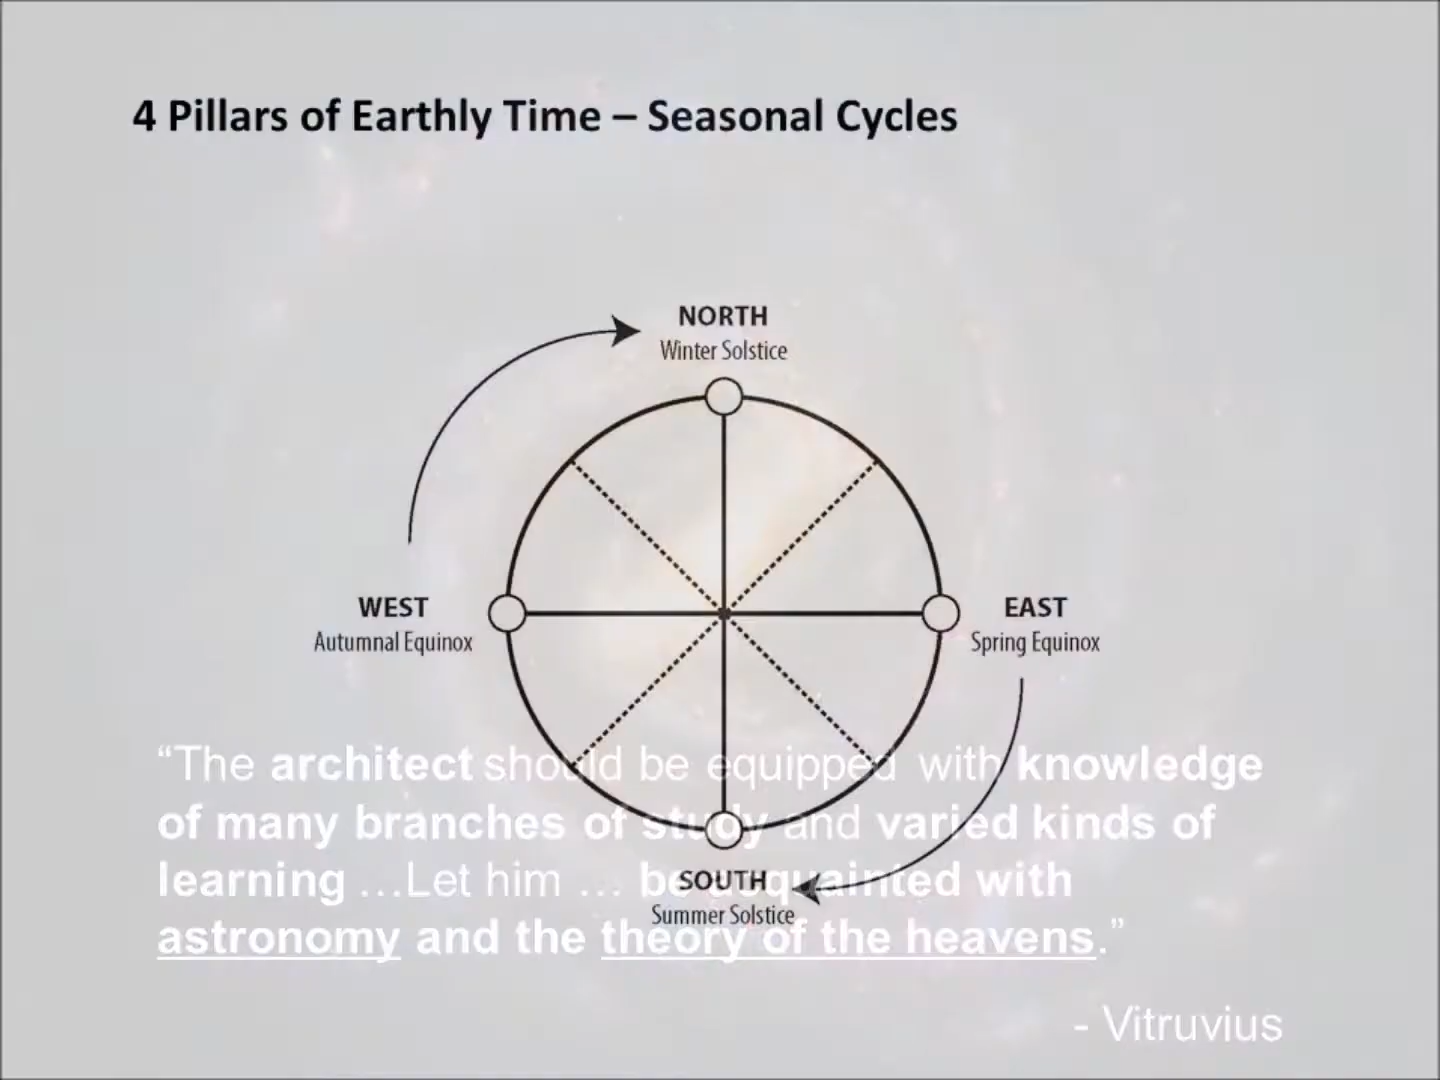 4 Pillars of Earthly Time – Seasonal Cycles
NORTH
Winter Solstice
WEST
Autumnal Equinox
EAST
Spring Equinox
SOUTH
Summer Solstice
“The architect should be equipped with knowledge
of many branches of study and varied kinds of
learning …Let him … be acquainted with
astronomy and the theory of the heavens.”
- Vitruvius